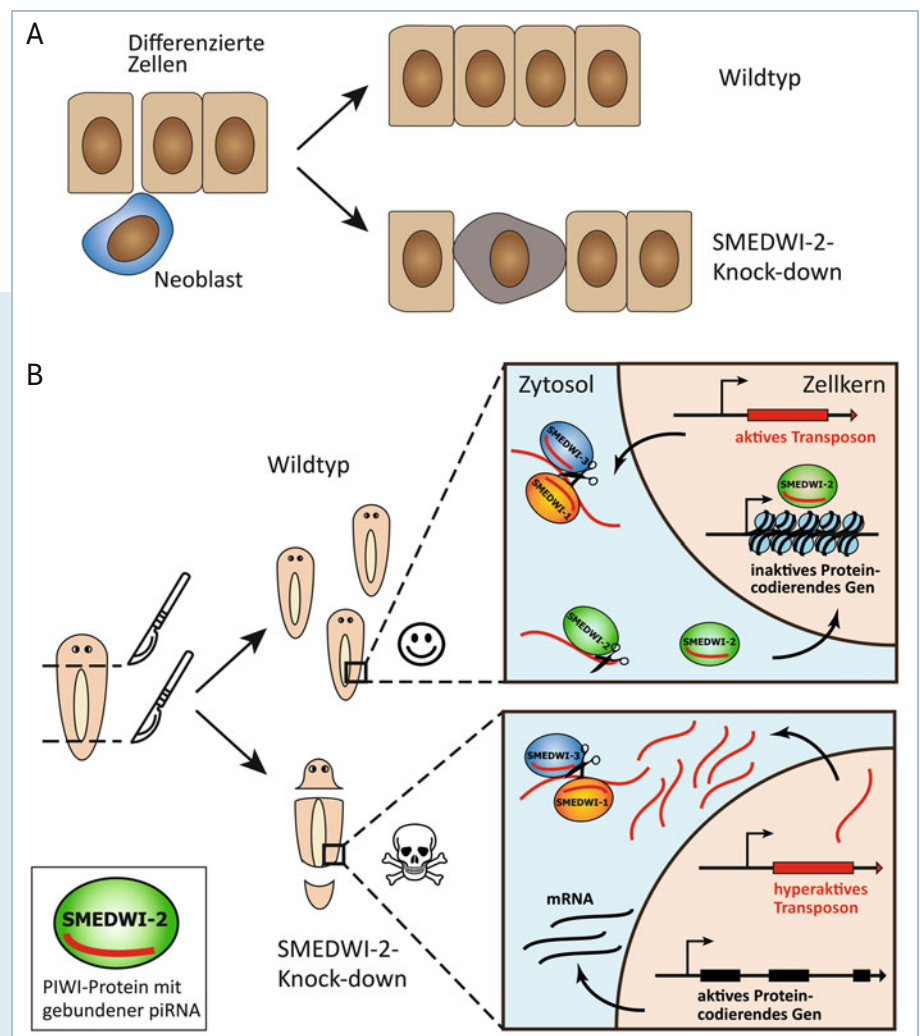 A
Differenzierte
Zellen
Neoblast
Wildtyp
SMEDWI-2-
Knock-down
B
Wildtyp
SMEDWI-2-
Knock-down
SMEDWI-2
PIWI-Protein mit
gebundener piRNA
Zytosol
Zellkern
aktives Transposon
SMEDWI-3
SMEDWI-1
SMEDWI-2
inaktives Protein-
codierendes Gen
SMEDWI-2
SMEDWI-2
SMEDWI-3
SMEDWI-1
mRNA
hyperaktives
Transposon
aktives Protein-
codierendes Gen